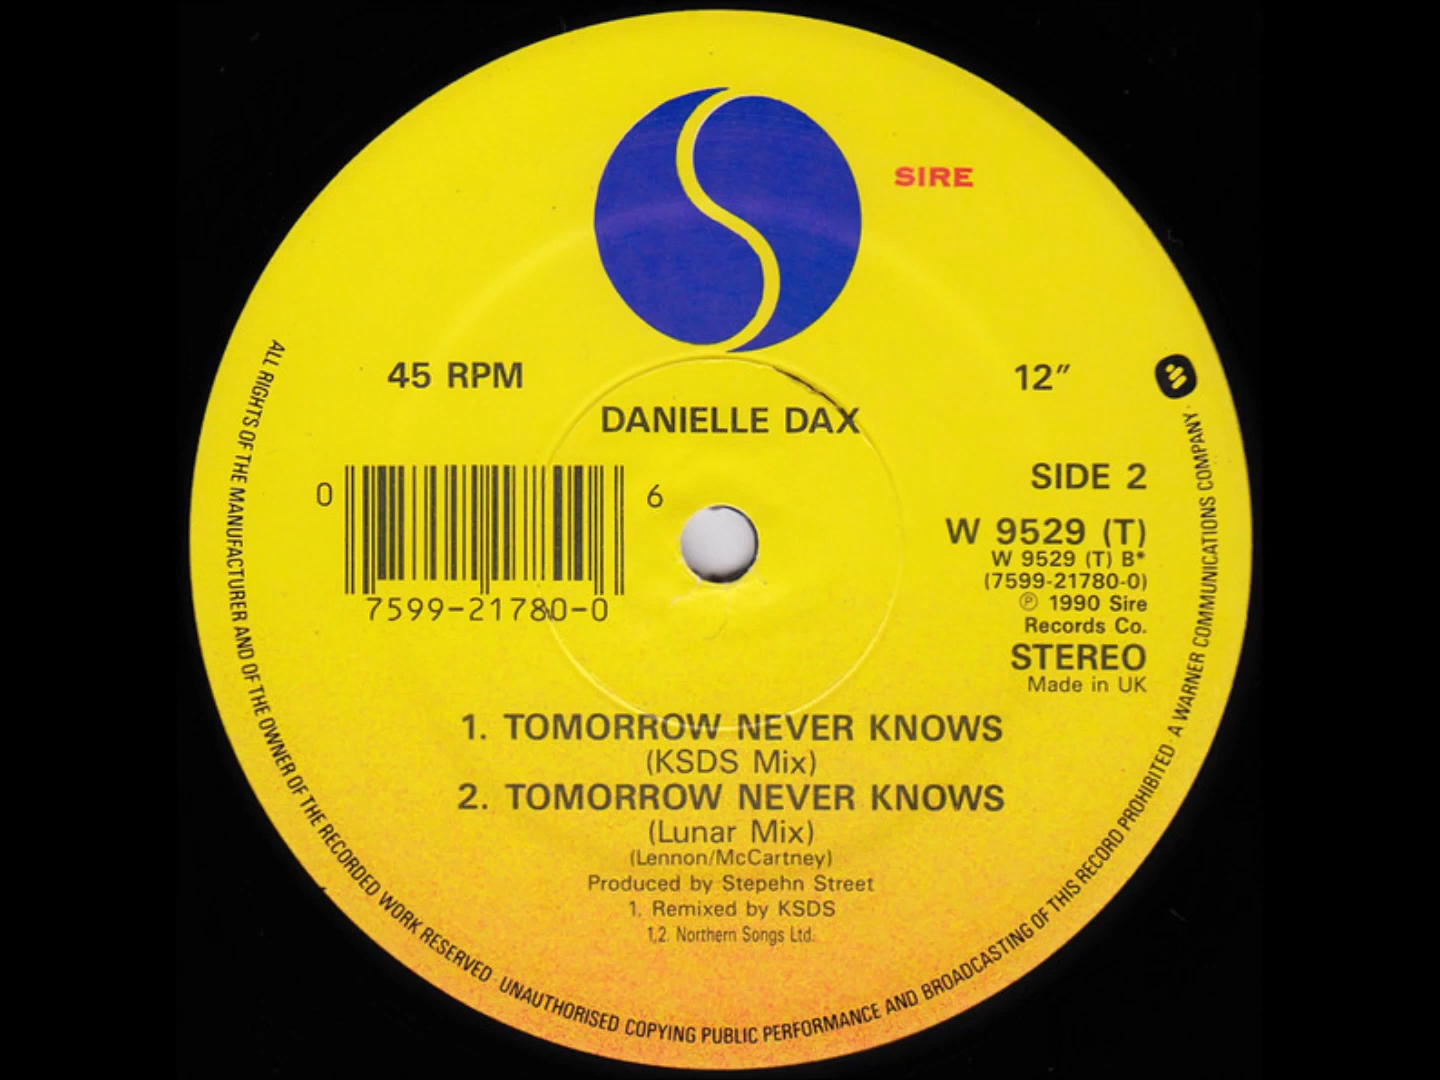 SIRE
45 RPM
12"
DANIELLE DAX
0
6
7599-21780-0
SIDE 2
W 9529 (T)
W 9529 (T) B*
(7599-21780-0)
℗ 1990 Sire
Records Co.
STEREO
Made in UK
1. TOMORROW NEVER KNOWS
(KSDS Mix)
2. TOMORROW NEVER KNOWS
(Lunar Mix)
(Lennon/McCartney)
Produced by Stepehn Street
1. Remixed by KSDS
1,2. Northern Songs Ltd.
ALL RIGHTS OF THE MANUFACTURER AND OF THE OWNER OF THE RECORDED WORK RESERVED · UNAUTHORISED COPYING PUBLIC PERFORMANCE AND BROADCASTING OF THIS RECORD PROHIBITED · A WARNER COMMUNICATIONS COMPANY ·